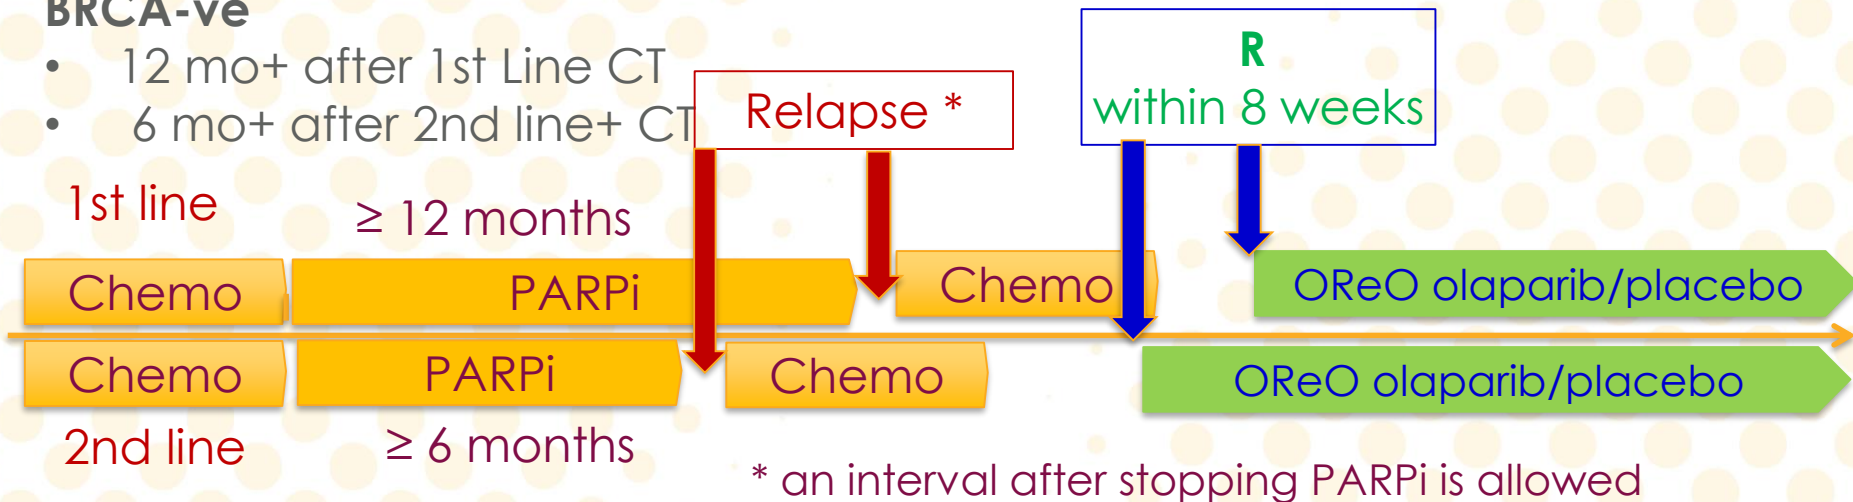 BRCA-ve
• 12 mo+ after 1st Line CT
• 6 mo+ after 2nd line+ CT
Relapse *
R
within 8 weeks
1st line
≥ 12 months
Chemo
PARPi
Chemo
OReO olaparib/placebo
Chemo
PARPi
Chemo
OReO olaparib/placebo
2nd line
≥ 6 months
* an interval after stopping PARPi is allowed